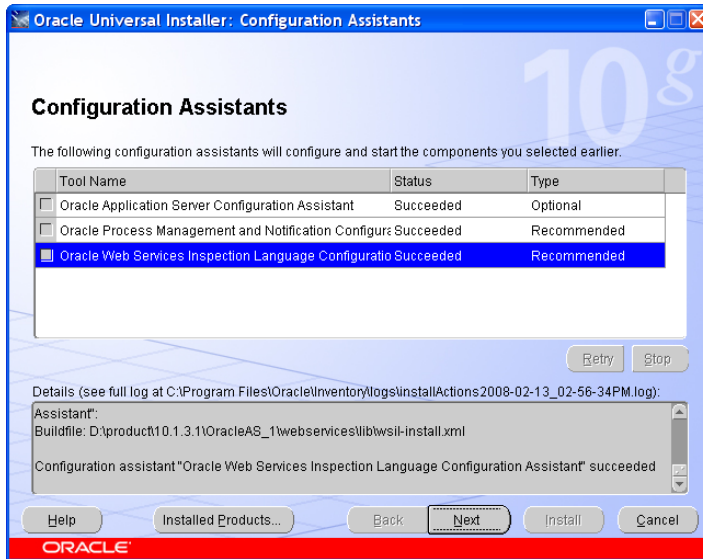 Oracle Universal Installer: Configuration Assistants
10g
Configuration Assistants
The following configuration assistants will configure and start the components you selected earlier.
Tool Name Status Type
Oracle Application Server Configuration Assistant Succeeded Optional
Oracle Process Management and Notification Configura Succeeded Recommended
Oracle Web Services Inspection Language Configuratio Succeeded Recommended
Retry Stop
Details (see full log at C:\Program Files\Oracle\Inventory\logs\installActions2008-02-13_02-56-34PM.log):
Assistant":
Buildfile: D:\product\10.1.3.1\OracleAS_1\webservices\lib\wsil-install.xml
Configuration assistant "Oracle Web Services Inspection Language Configuration Assistant" succeeded
Help Installed Products... Back Next Install Cancel
ORACLE